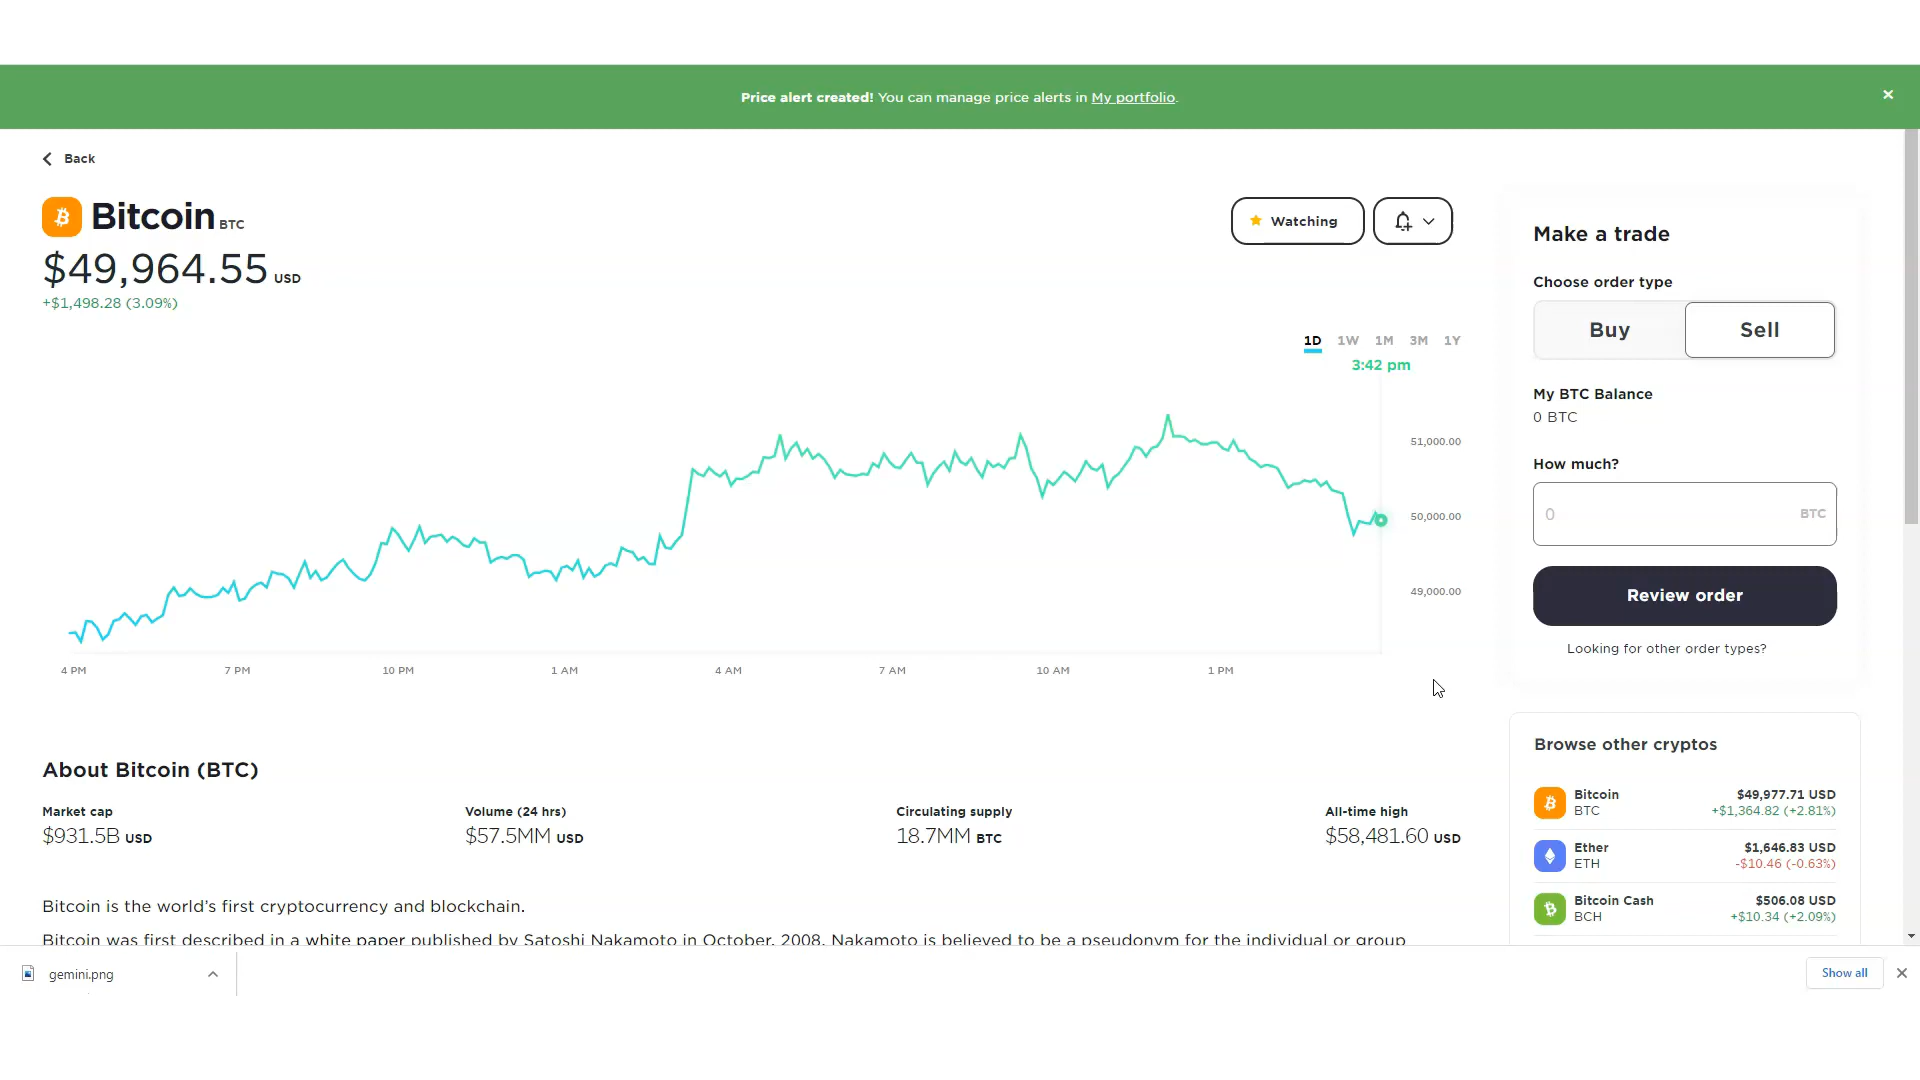 Price alert created! You can manage price alerts in My portfolio.
Back
Bitcoin BTC
$49,964.55 USD
+$1,498.28 (3.09%)
Watching
1D 1W 1M 3M 1Y
3:42 pm
51,000.00
50,000.00
49,000.00
4 PM 7 PM 10 PM 1 AM 4 AM 7 AM 10 AM 1 PM
Make a trade
Choose order type
Buy Sell
My BTC Balance
0 BTC
How much?
0 BTC
Review order
Looking for other order types?
About Bitcoin (BTC)
Market cap
$931.5B USD
Volume (24 hrs)
$57.5MM USD
Circulating supply
18.7MM BTC
All-time high
$58,481.60 USD
Bitcoin is the world’s first cryptocurrency and blockchain.
Bitcoin was first described in a white paper published by Satoshi Nakamoto in October, 2008. Nakamoto is believed to be a pseudonym for the individual or group
Browse other cryptos
Bitcoin $49,977.71 USD
BTC +$1,364.82 (+2.81%)
Ether $1,646.83 USD
ETH -$10.46 (-0.63%)
Bitcoin Cash $506.08 USD
BCH +$10.34 (+2.09%)
gemini.png
Show all